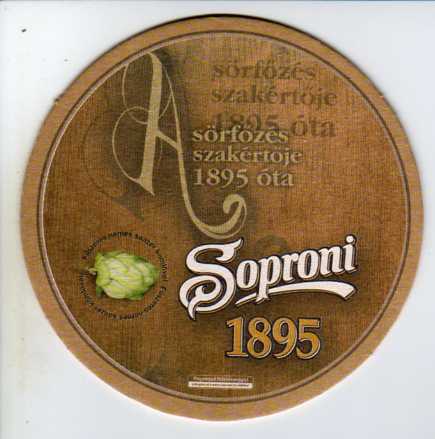 A
sörfőzés
szakértője
1895 óta
sörfőzés
szakértője
1895 óta
Soproni
1895